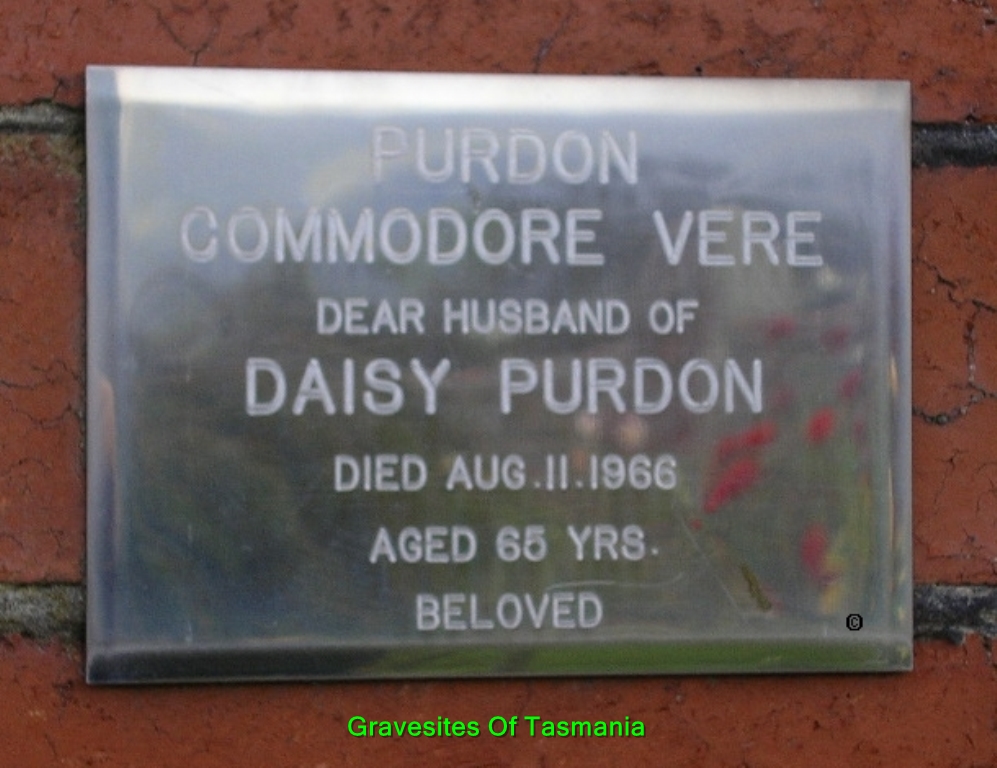 PURDON
COMMODORE VERE
DEAR HUSBAND OF
DAISY PURDON
DIED AUG.11.1966
AGED 65 YRS.
BELOVED
©
Gravesites Of Tasmania